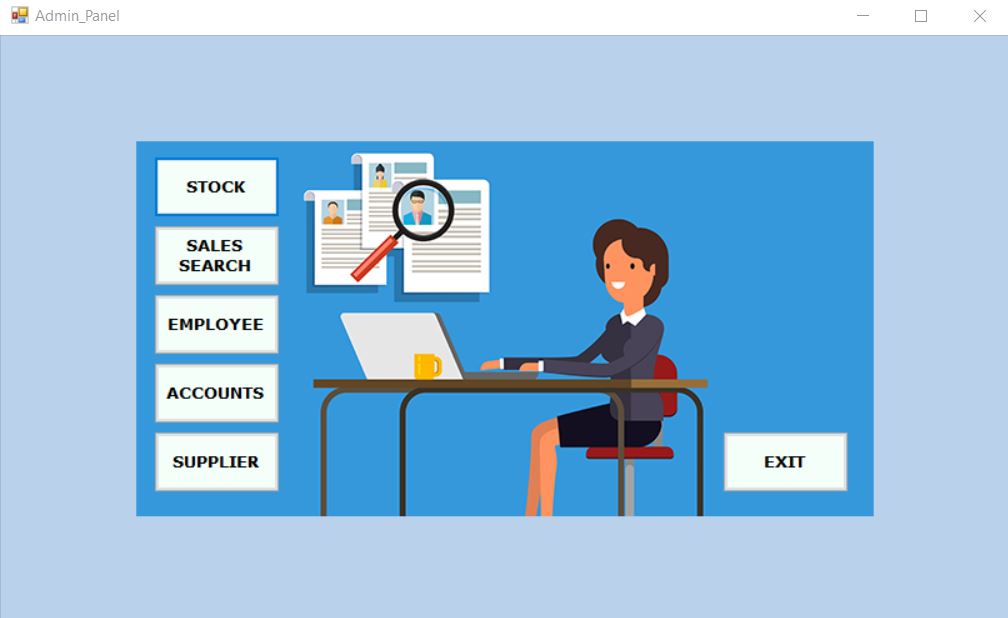 Admin_Panel
STOCK
SALES
SEARCH
EMPLOYEE
ACCOUNTS
SUPPLIER
EXIT